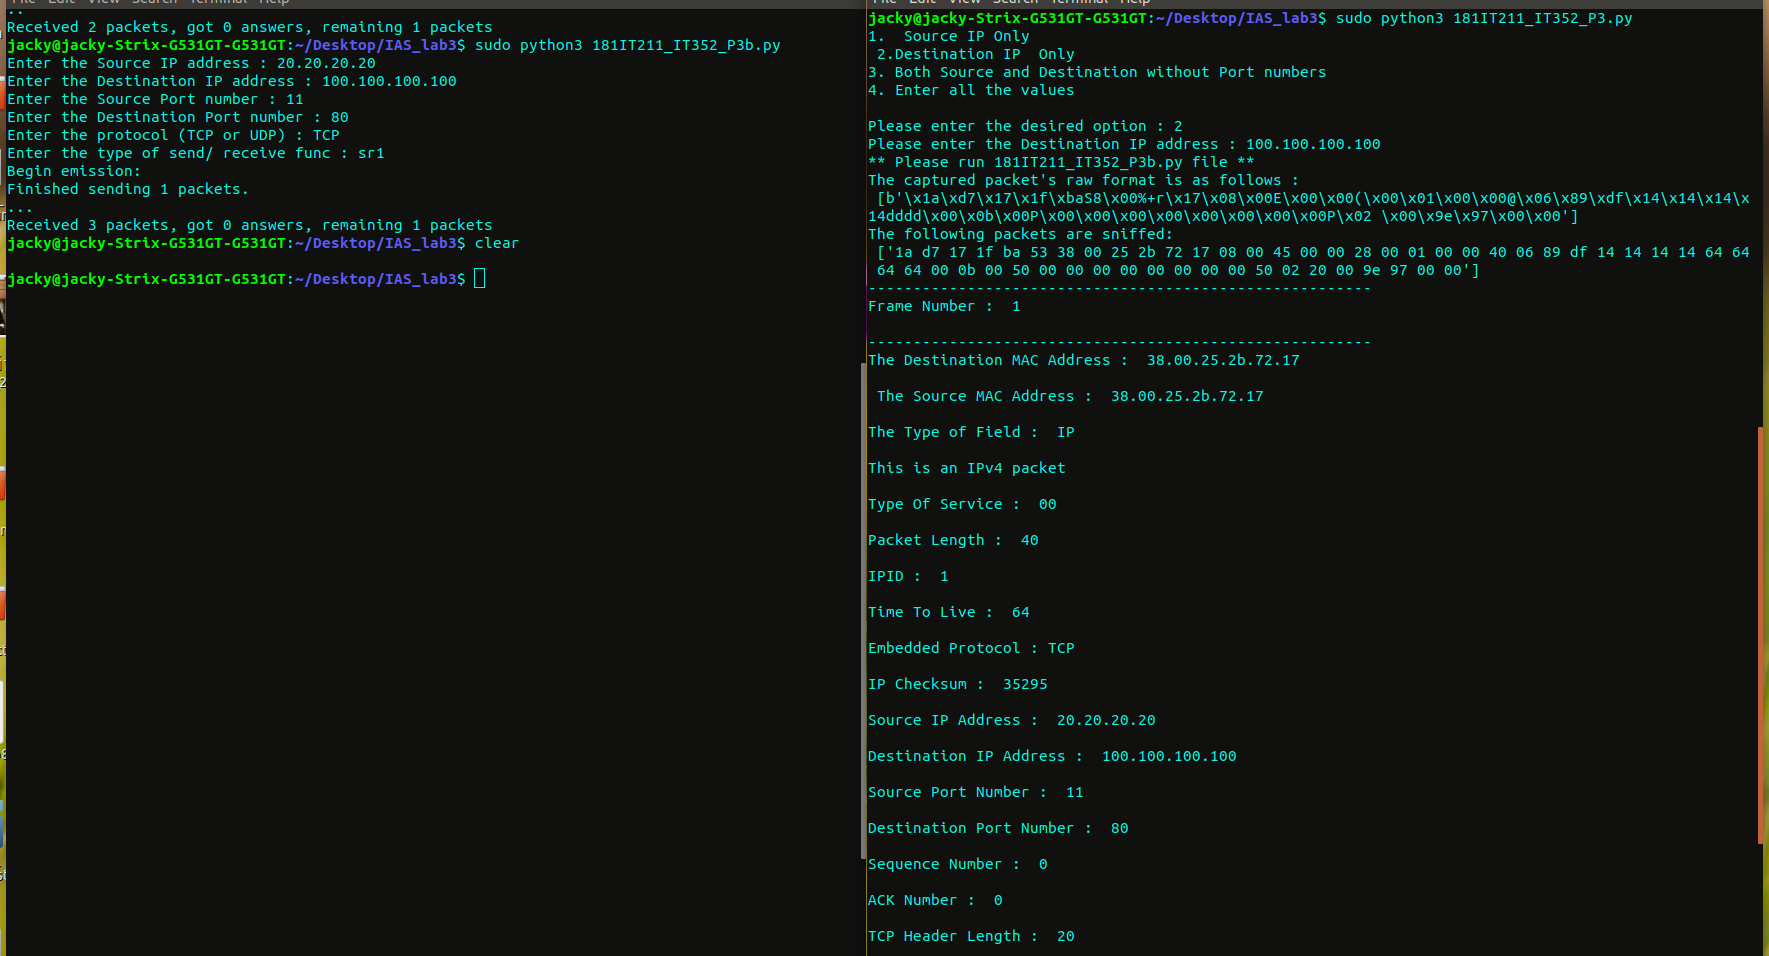 File Edit View Search Terminal Help
..
Received 2 packets, got 0 answers, remaining 1 packets
jacky@jacky-Strix-G531GT-G531GT:~/Desktop/IAS_lab3$ sudo python3 181IT211_IT352_P3b.py
Enter the Source IP address : 20.20.20.20
Enter the Destination IP address : 100.100.100.100
Enter the Source Port number : 11
Enter the Destination Port number : 80
Enter the protocol (TCP or UDP) : TCP
Enter the type of send/ receive func : sr1
Begin emission:
Finished sending 1 packets.
...
Received 3 packets, got 0 answers, remaining 1 packets
jacky@jacky-Strix-G531GT-G531GT:~/Desktop/IAS_lab3$ clear
jacky@jacky-Strix-G531GT-G531GT:~/Desktop/IAS_lab3$
File Edit View Search Terminal Help
jacky@jacky-Strix-G531GT-G531GT:~/Desktop/IAS_lab3$ sudo python3 181IT211_IT352_P3.py
1.  Source IP Only
 2.Destination IP  Only
3. Both Source and Destination without Port numbers
4. Enter all the values
Please enter the desired option : 2
Please enter the Destination IP address : 100.100.100.100
** Please run 181IT211_IT352_P3b.py file **
The captured packet's raw format is as follows :
 [b'\x1a\xd7\x17\x1f\xbaS8\x00%+r\x17\x08\x00E\x00\x00(\x00\x01\x00\x00@\x06\x89\xdf\x14\x14\x14\x
14dddd\x00\x0b\x00P\x00\x00\x00\x00\x00\x00\x00\x00P\x02 \x00\x9e\x97\x00\x00']
The following packets are sniffed:
 ['1a d7 17 1f ba 53 38 00 25 2b 72 17 08 00 45 00 00 28 00 01 00 00 40 06 89 df 14 14 14 14 64 64
 64 64 00 0b 00 50 00 00 00 00 00 00 00 00 50 02 20 00 9e 97 00 00']
--------------------------------------------------------
Frame Number :  1
--------------------------------------------------------
The Destination MAC Address :  38.00.25.2b.72.17
 The Source MAC Address :  38.00.25.2b.72.17
The Type of Field :  IP
This is an IPv4 packet
Type Of Service :  00
Packet Length :  40
IPID :  1
Time To Live :  64
Embedded Protocol : TCP
IP Checksum :  35295
Source IP Address :  20.20.20.20
Destination IP Address :  100.100.100.100
Source Port Number :  11
Destination Port Number :  80
Sequence Number :  0
ACK Number :  0
TCP Header Length :  20